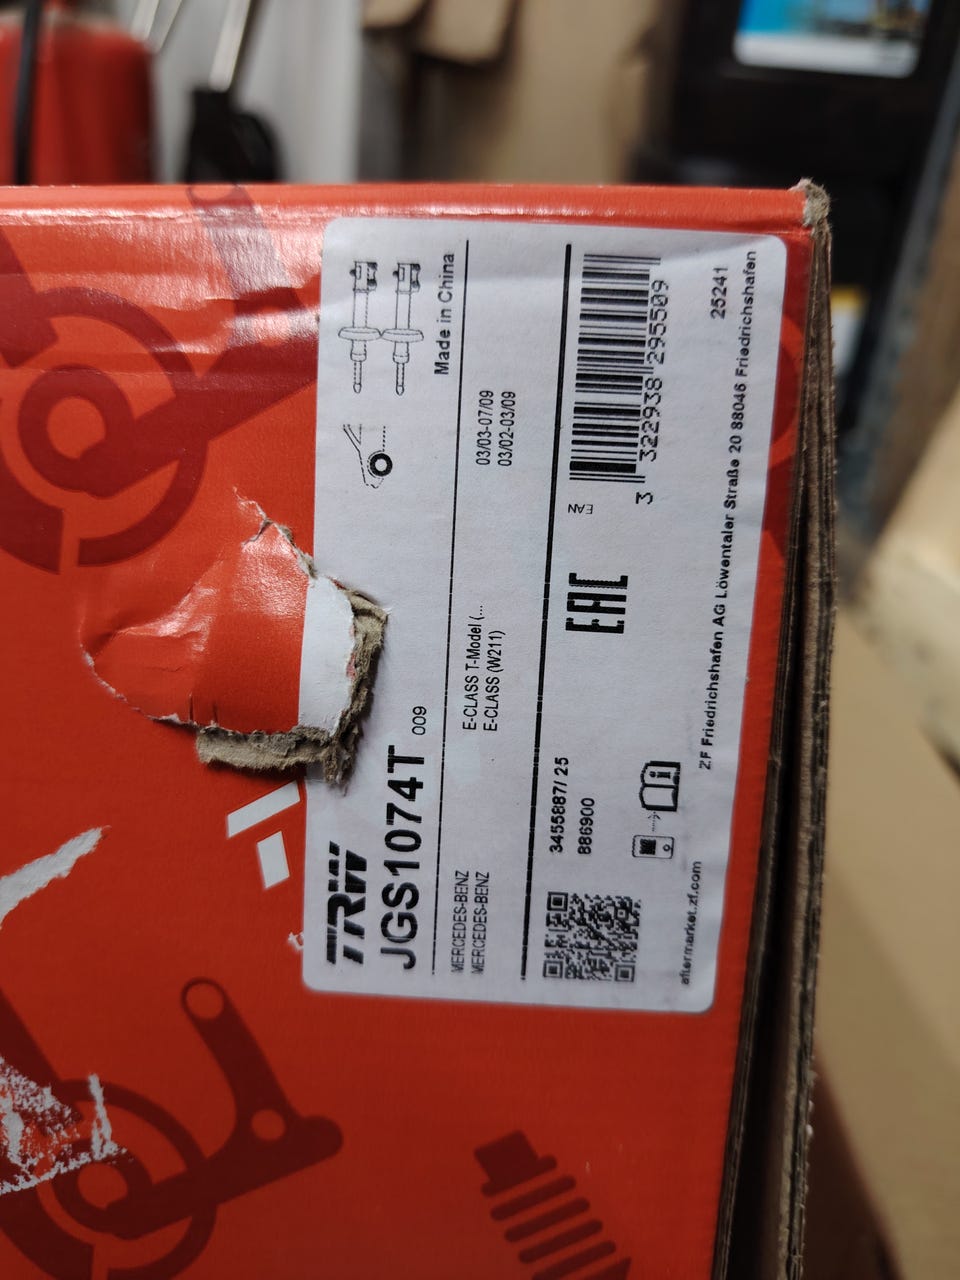 TRW
JGS1074T 009
Made in China
MERCEDES-BENZ E-CLASS T-Model (... 03/03-07/09
MERCEDES-BENZ E-CLASS (W211) 03/02-03/09
3455887/ 25
886900
EAC
EAN
3 322938 295509
25241
aftermarket.zf.com
ZF Friedrichshafen AG Löwentaler Straße 20 88046 Friedrichshafen